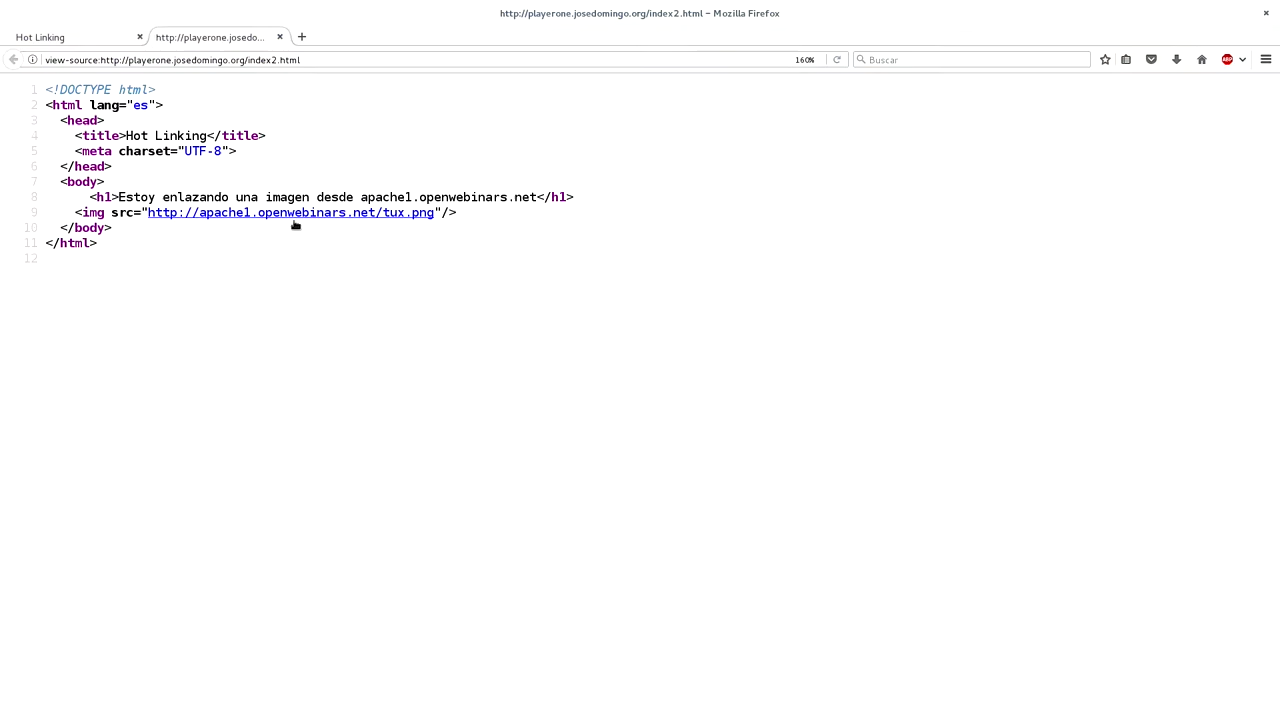 http://playerone.josedomingo.org/index2.html - Mozilla Firefox
Hot Linking
http://playerone.josedo...
view-source:http://playerone.josedomingo.org/index2.html
160%
Buscar
ABP
1 <!DOCTYPE html>
2 <html lang="es">
3 <head>
4 <title>Hot Linking</title>
5 <meta charset="UTF-8">
6 </head>
7 <body>
8 <h1>Estoy enlazando una imagen desde apache1.openwebinars.net</h1>
9 <img src="http://apache1.openwebinars.net/tux.png"/>
10 </body>
11 </html>
12